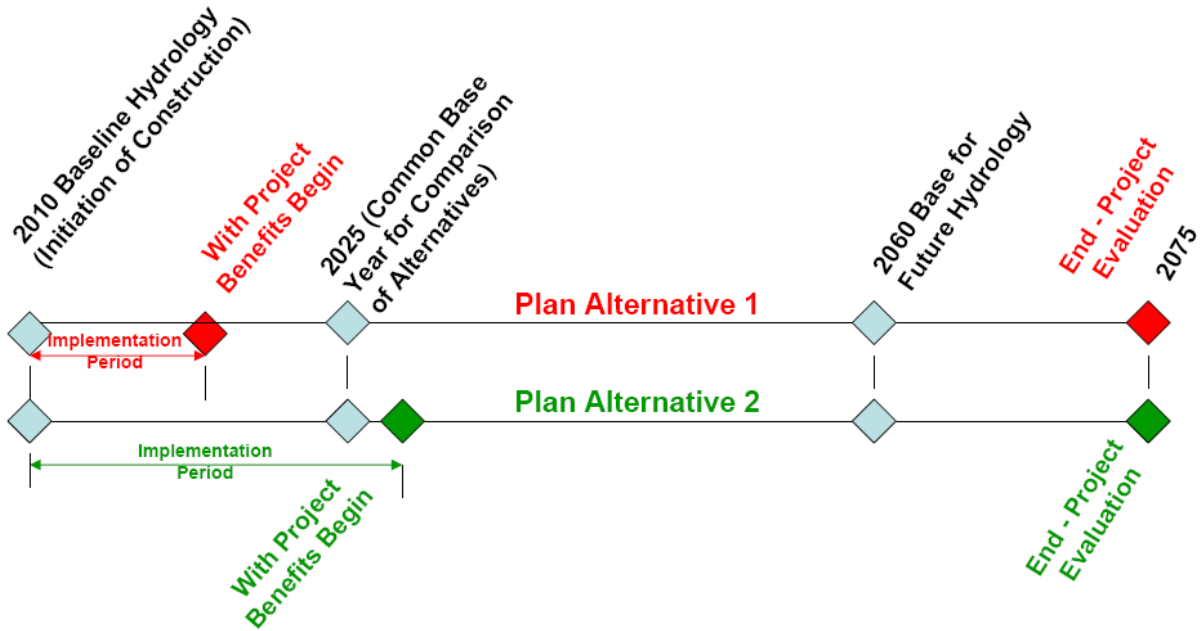 2010 Baseline Hydrology
(Initiation of Construction)
With Project
Benefits Begin
2025 (Common Base
Year for Comparison
of Alternatives)
2060 Base for
Future Hydrology
End - Project
Evaluation
2075
Plan Alternative 1
Implementation
Period
Plan Alternative 2
Implementation
Period
With Project
Benefits Begin
End - Project
Evaluation